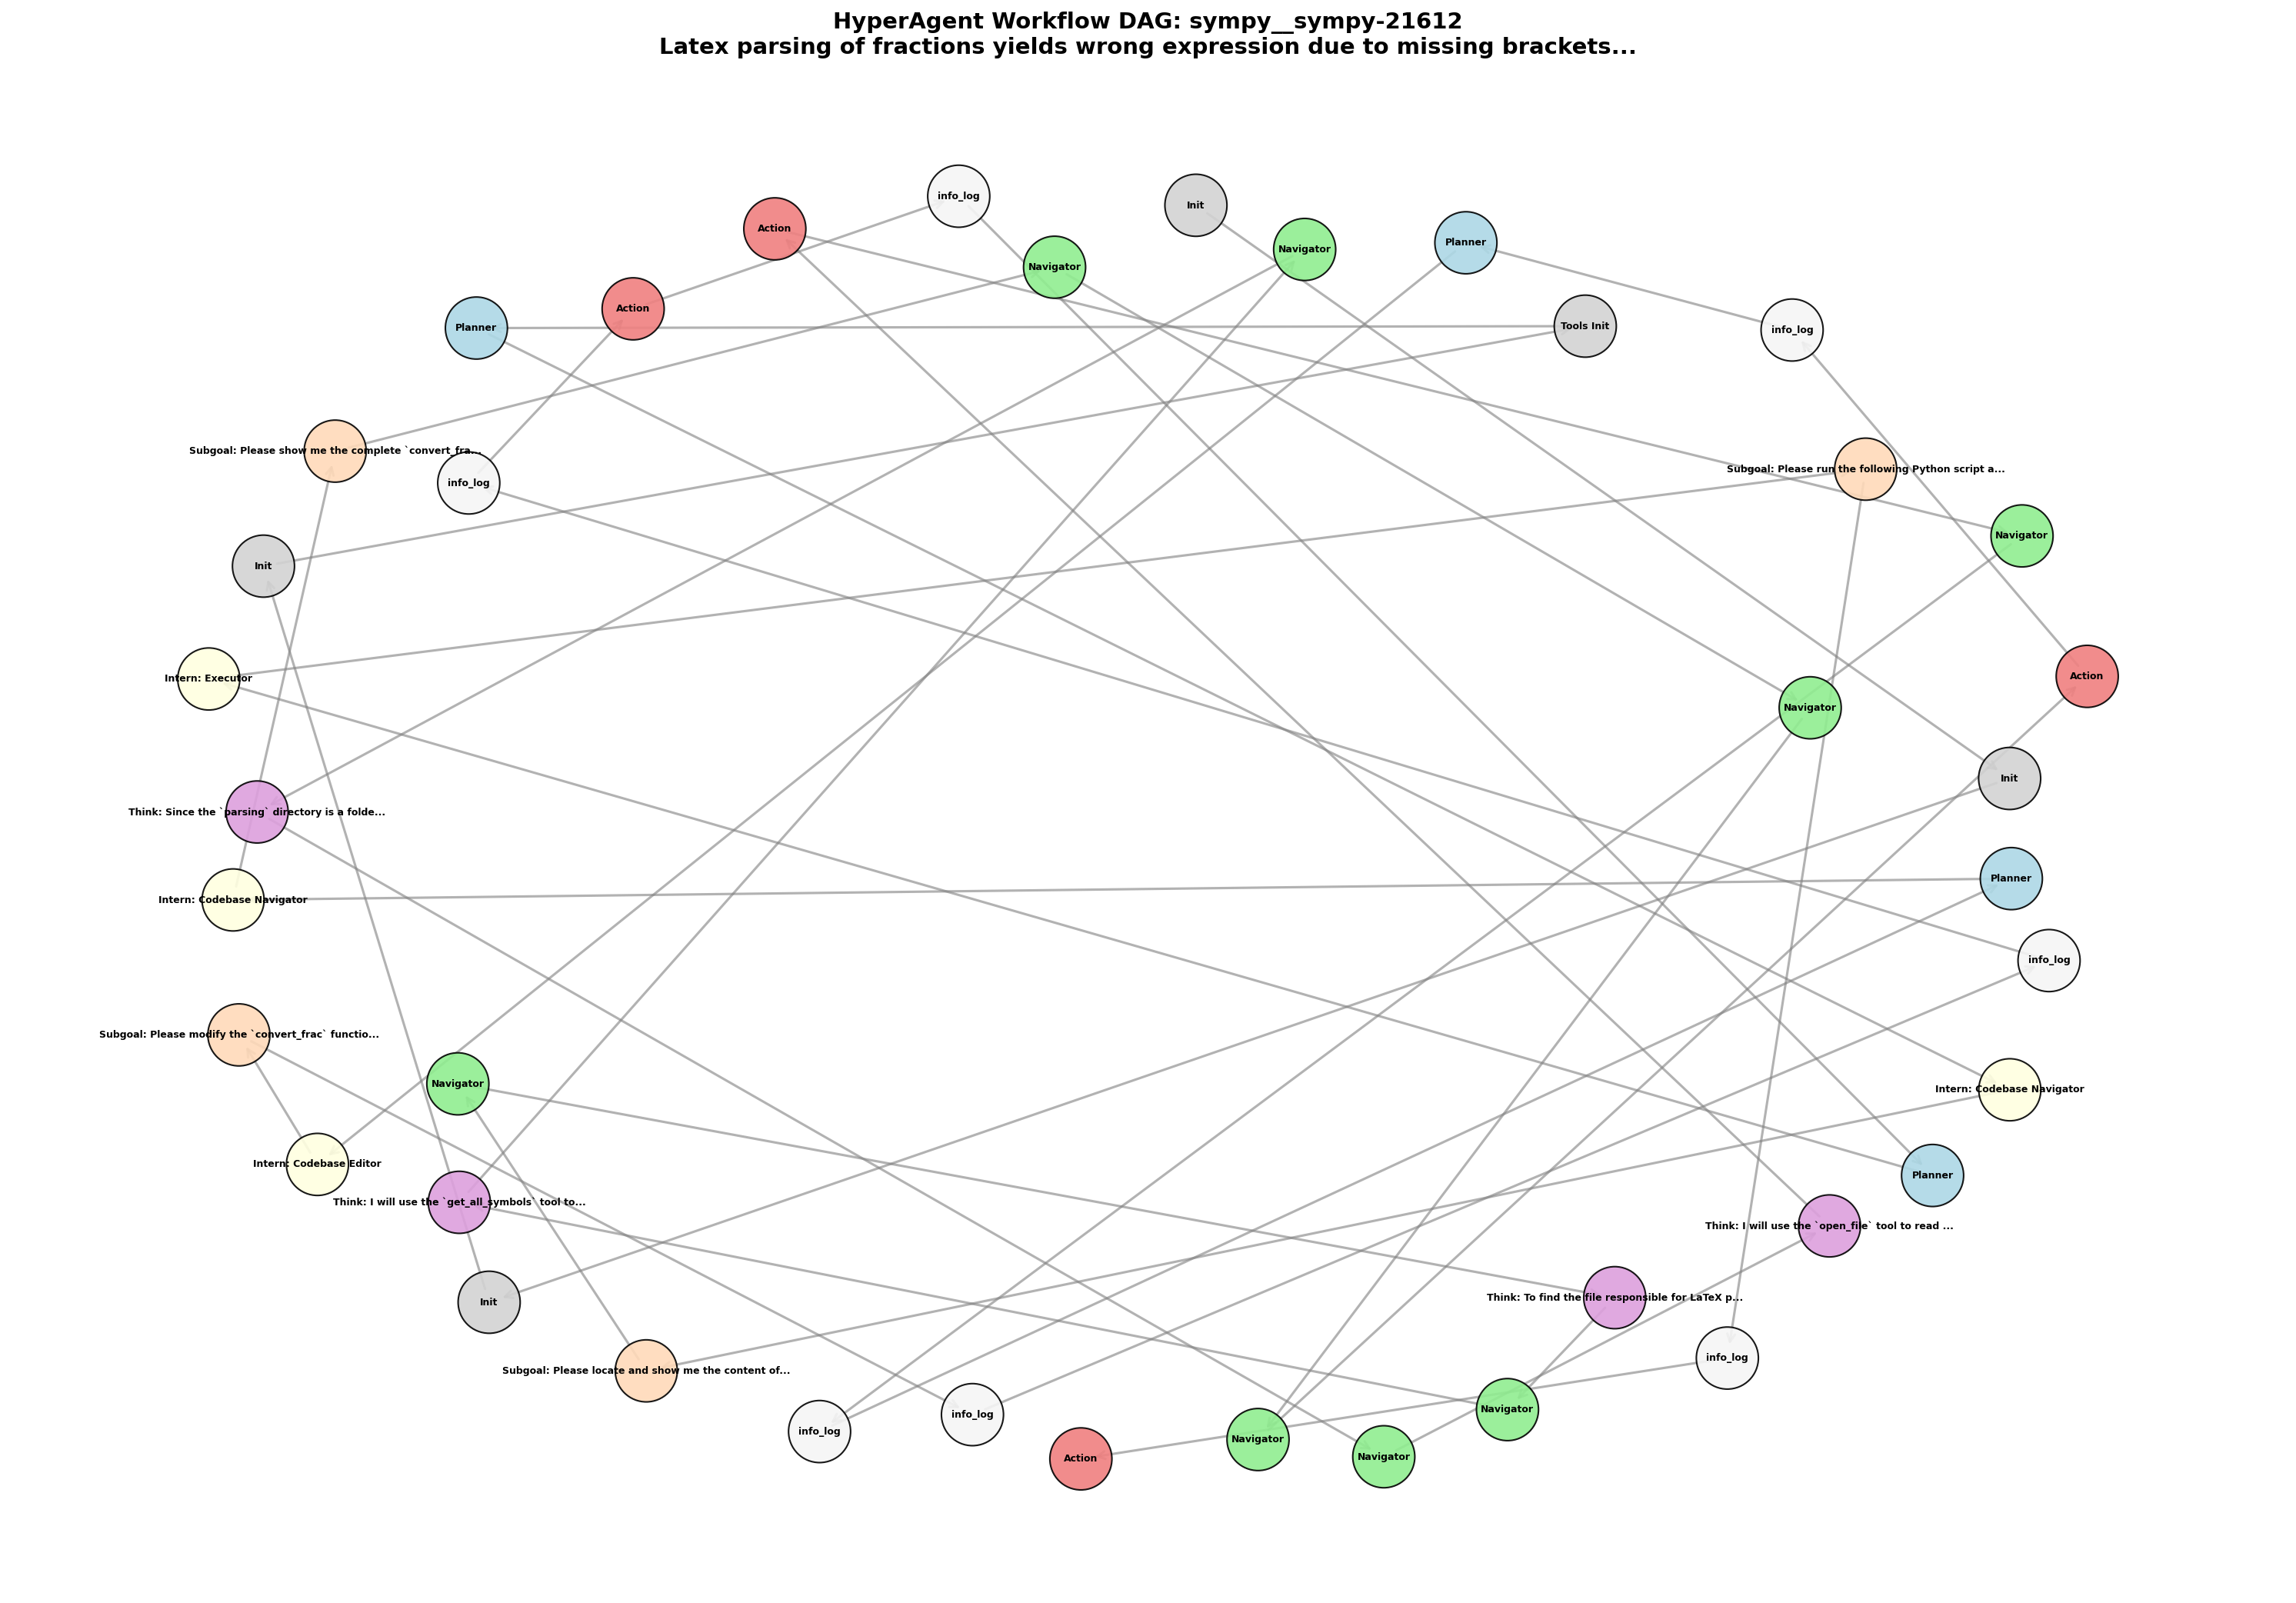 HyperAgent Workflow DAG: sympy__sympy-21612
Latex parsing of fractions yields wrong expression due to missing brackets...
info_log
Init
Action
Planner
Navigator
Navigator
Action
Planner
Tools Init
info_log
Subgoal: Please show me the complete `convert_fra...
Subgoal: Please run the following Python script a...
info_log
Navigator
Init
Intern: Executor
Action
Navigator
Init
Think: Since the `parsing` directory is a folde...
Planner
Intern: Codebase Navigator
info_log
Subgoal: Please modify the `convert_frac` functio...
Navigator
Intern: Codebase Navigator
Intern: Codebase Editor
Planner
Think: I will use the `get_all_symbols` tool to...
Think: I will use the `open_file` tool to read ...
Init
Think: To find the file responsible for LaTeX p...
info_log
Subgoal: Please locate and show me the content of...
Navigator
info_log
info_log
Navigator
Navigator
Action